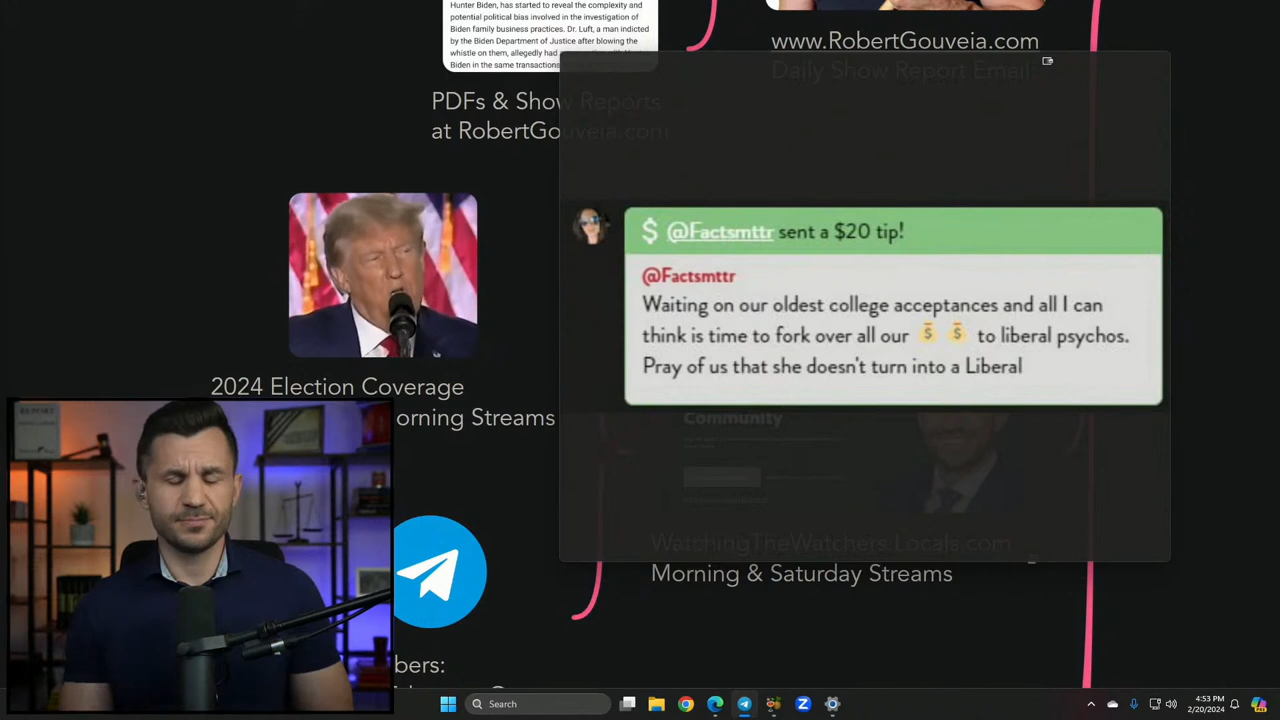 Hunter Biden, has started to reveal the complexity and
potential political bias involved in the investigation of
Biden family business practices. Dr. Luft, a man indicted
by the Biden Department of Justice after blowing the
whistle on them, allegedly had
Biden in the same transactions
www.RobertGouveia.com
Daily Show Report Email
PDFs & Show Reports
at RobertGouveia.com
$ @Factsmttr sent a $20 tip!
@Factsmttr
Waiting on our oldest college acceptances and all I can
think is time to fork over all our 💰 💰 to liberal psychos.
Pray of us that she doesn't turn into a Liberal
2024 Election Coverage
orning Streams
Community
WatchingTheWatchers.Locals.com
Morning & Saturday Streams
bers:
Search
4:53 PM
2/20/2024